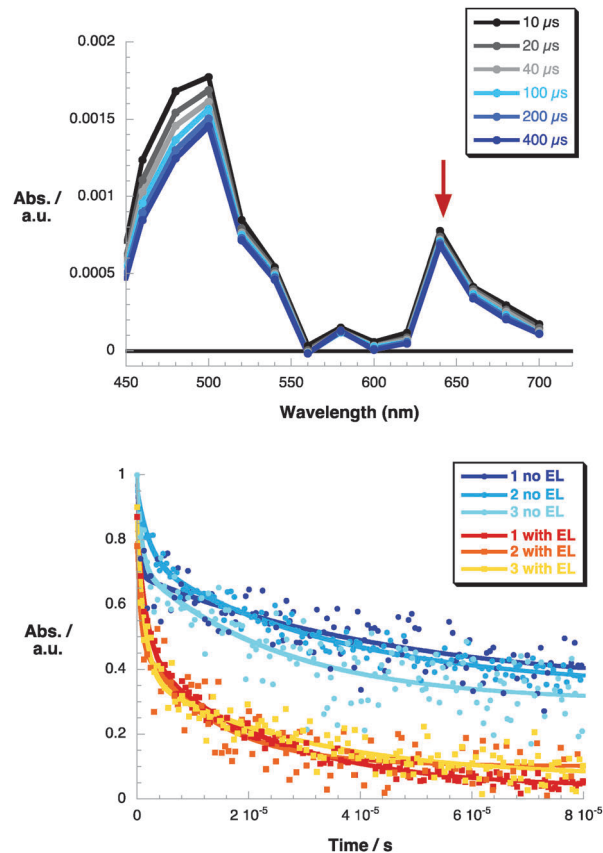 0.002
0.0015
0.001
0.0005
0
Abs. /
a.u.
450 500 550 600 650 700
Wavelength (nm)
10 µs
20 µs
40 µs
100 µs
200 µs
400 µs
1
0.8
0.6
0.4
0.2
0
Abs. /
a.u.
0 2 10⁻⁵ 4 10⁻⁵ 6 10⁻⁵ 8 10⁻⁵
Time / s
1 no EL
2 no EL
3 no EL
1 with EL
2 with EL
3 with EL